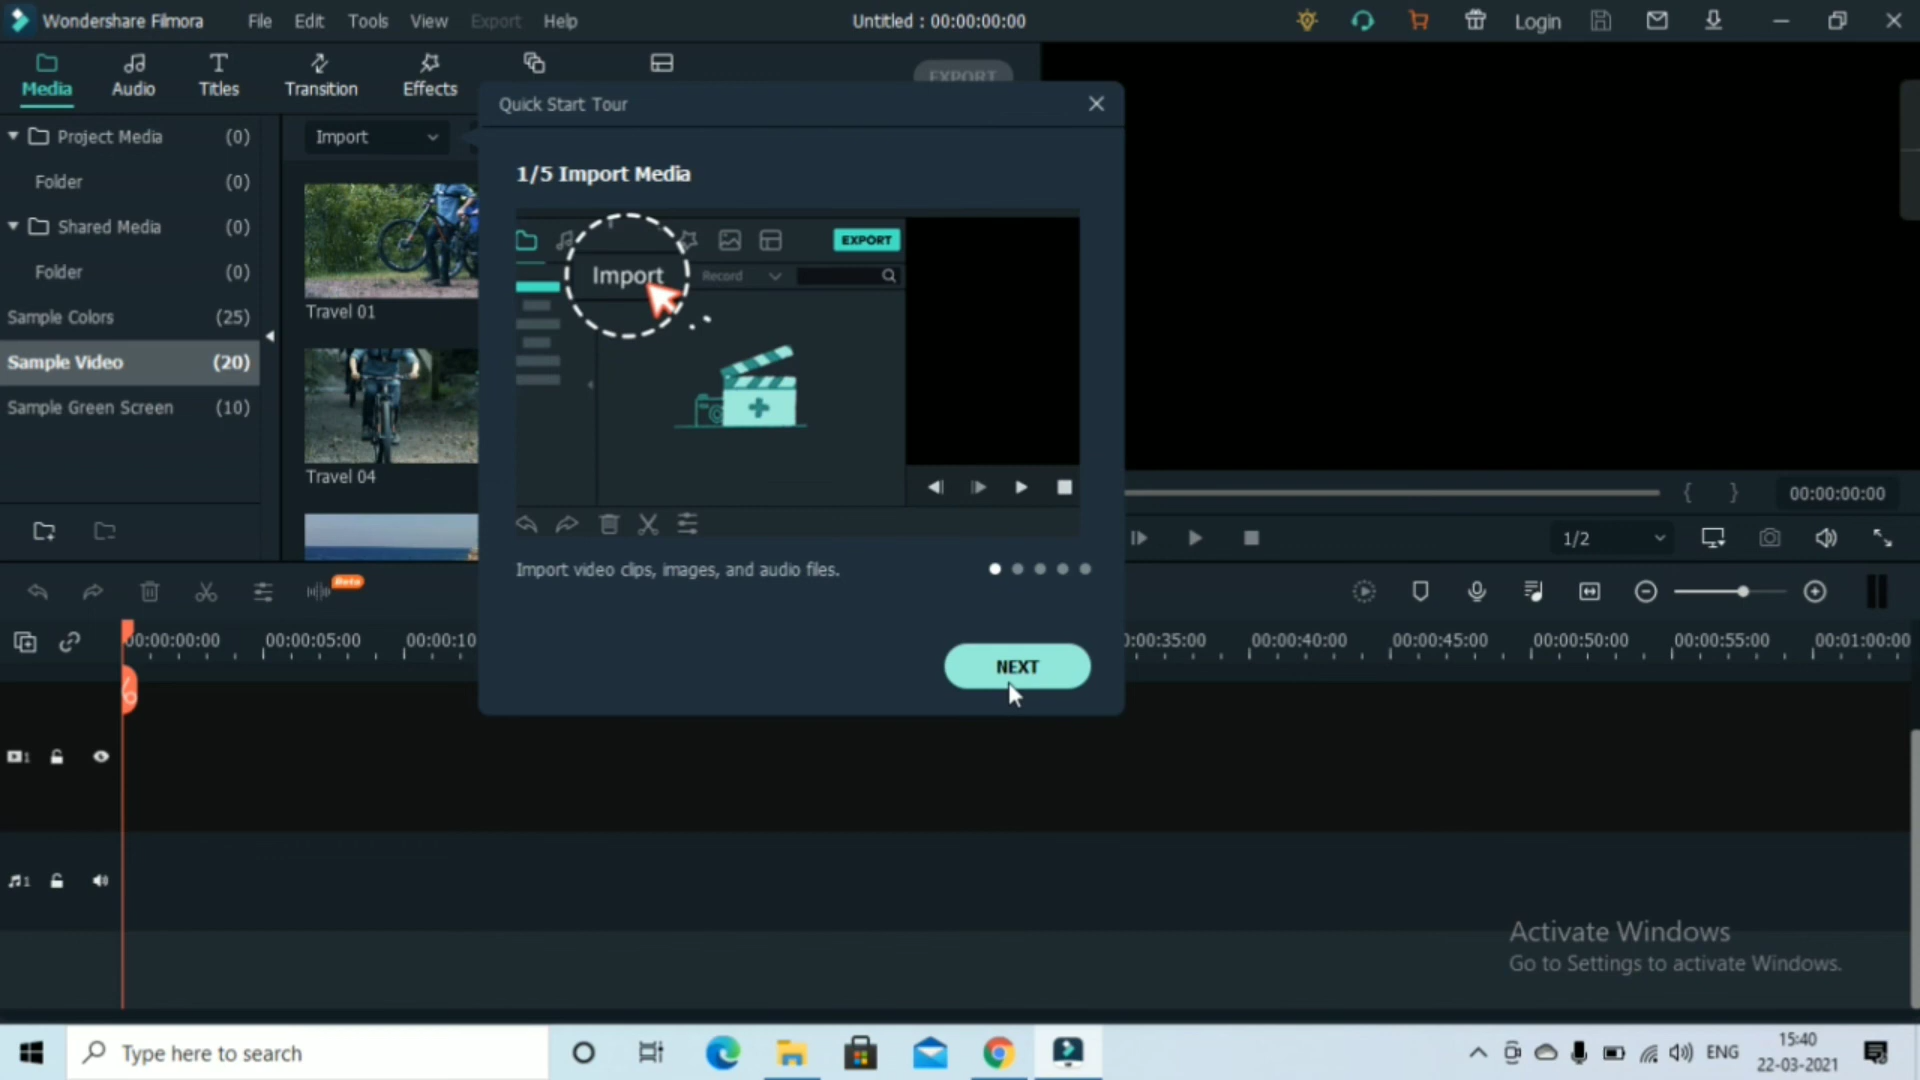 Wondershare Filmora File Edit Tools View Export Help Untitled : 00:00:00:00 Login
Media Audio Titles Transition Effects EXPORT
Quick Start Tour
Project Media (0)
Folder (0)
Shared Media (0)
Folder (0)
Sample Colors (25)
Sample Video (20)
Sample Green Screen (10)
Import
Travel 01
Travel 04
1/5 Import Media
EXPORT
Import Record
Import video clips, images, and audio files.
NEXT
00:00:00:00
1/2
Beta
00:00:00:00 00:00:05:00 00:00:10 0:00:35:00 00:00:40:00 00:00:45:00 00:00:50:00 00:00:55:00 00:01:00:00
1
1
Activate Windows
Go to Settings to activate Windows.
Type here to search
ENG
15:40
22-03-2021